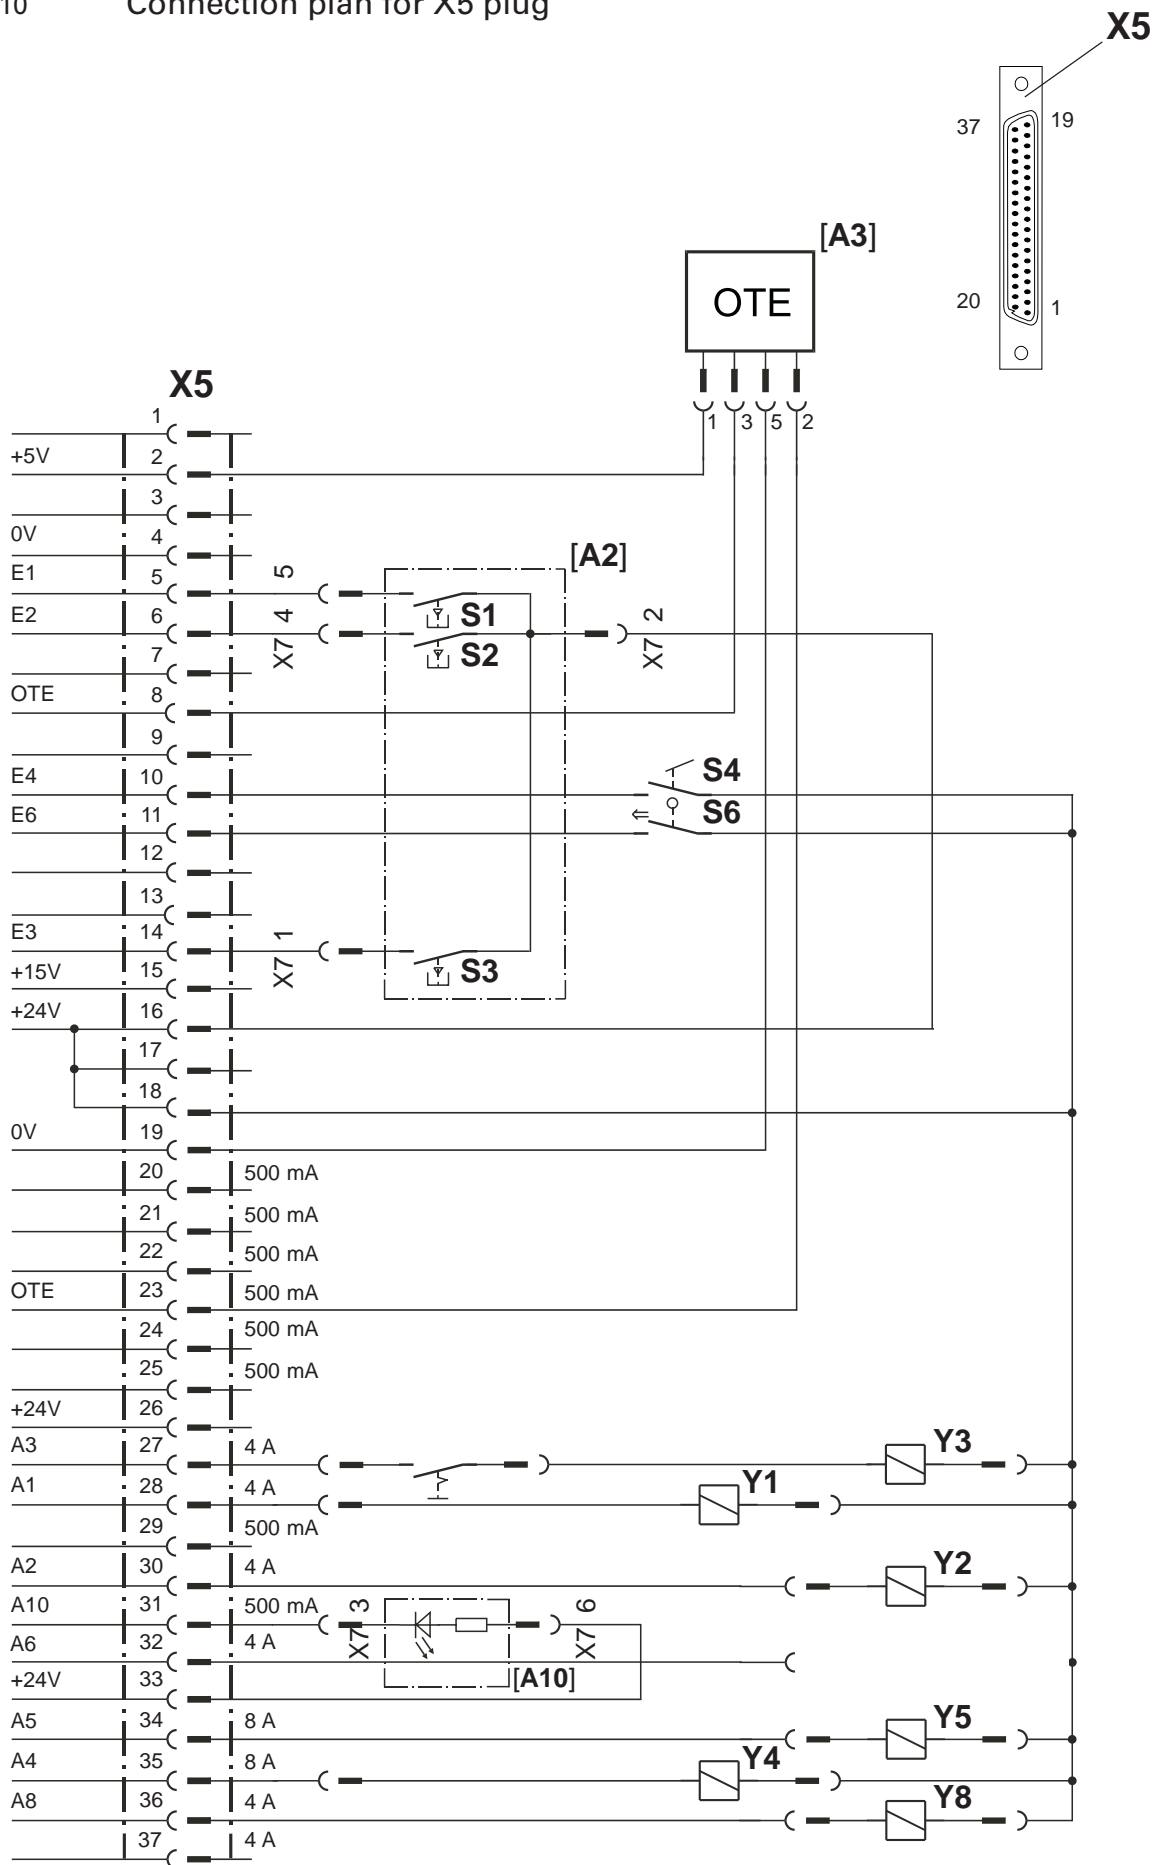 10 Connection plan for X5 plug
X5
37 19
[A3]
OTE
20 1
X5
1 3 5 2
1
+5V 2
3
0V 4
[A2]
E1 5 5
S1
E2 6 X7 4 X7 2
S2
7
OTE 8
9
S4
E4 10
S6
E6 11
12
13
E3 14 X7 1
S3
+15V 15
+24V 16
17
18
0V 19
20 500 mA
21 500 mA
22 500 mA
OTE 23 500 mA
24 500 mA
25 500 mA
+24V 26
A3 27 4 A Y3
A1 28 4 A Y1
29 500 mA
A2 30 4 A Y2
A10 31 500 mA X7 3 X7 6
A6 32 4 A
+24V 33 [A10]
A5 34 8 A Y5
A4 35 8 A Y4
A8 36 4 A Y8
37 4 A